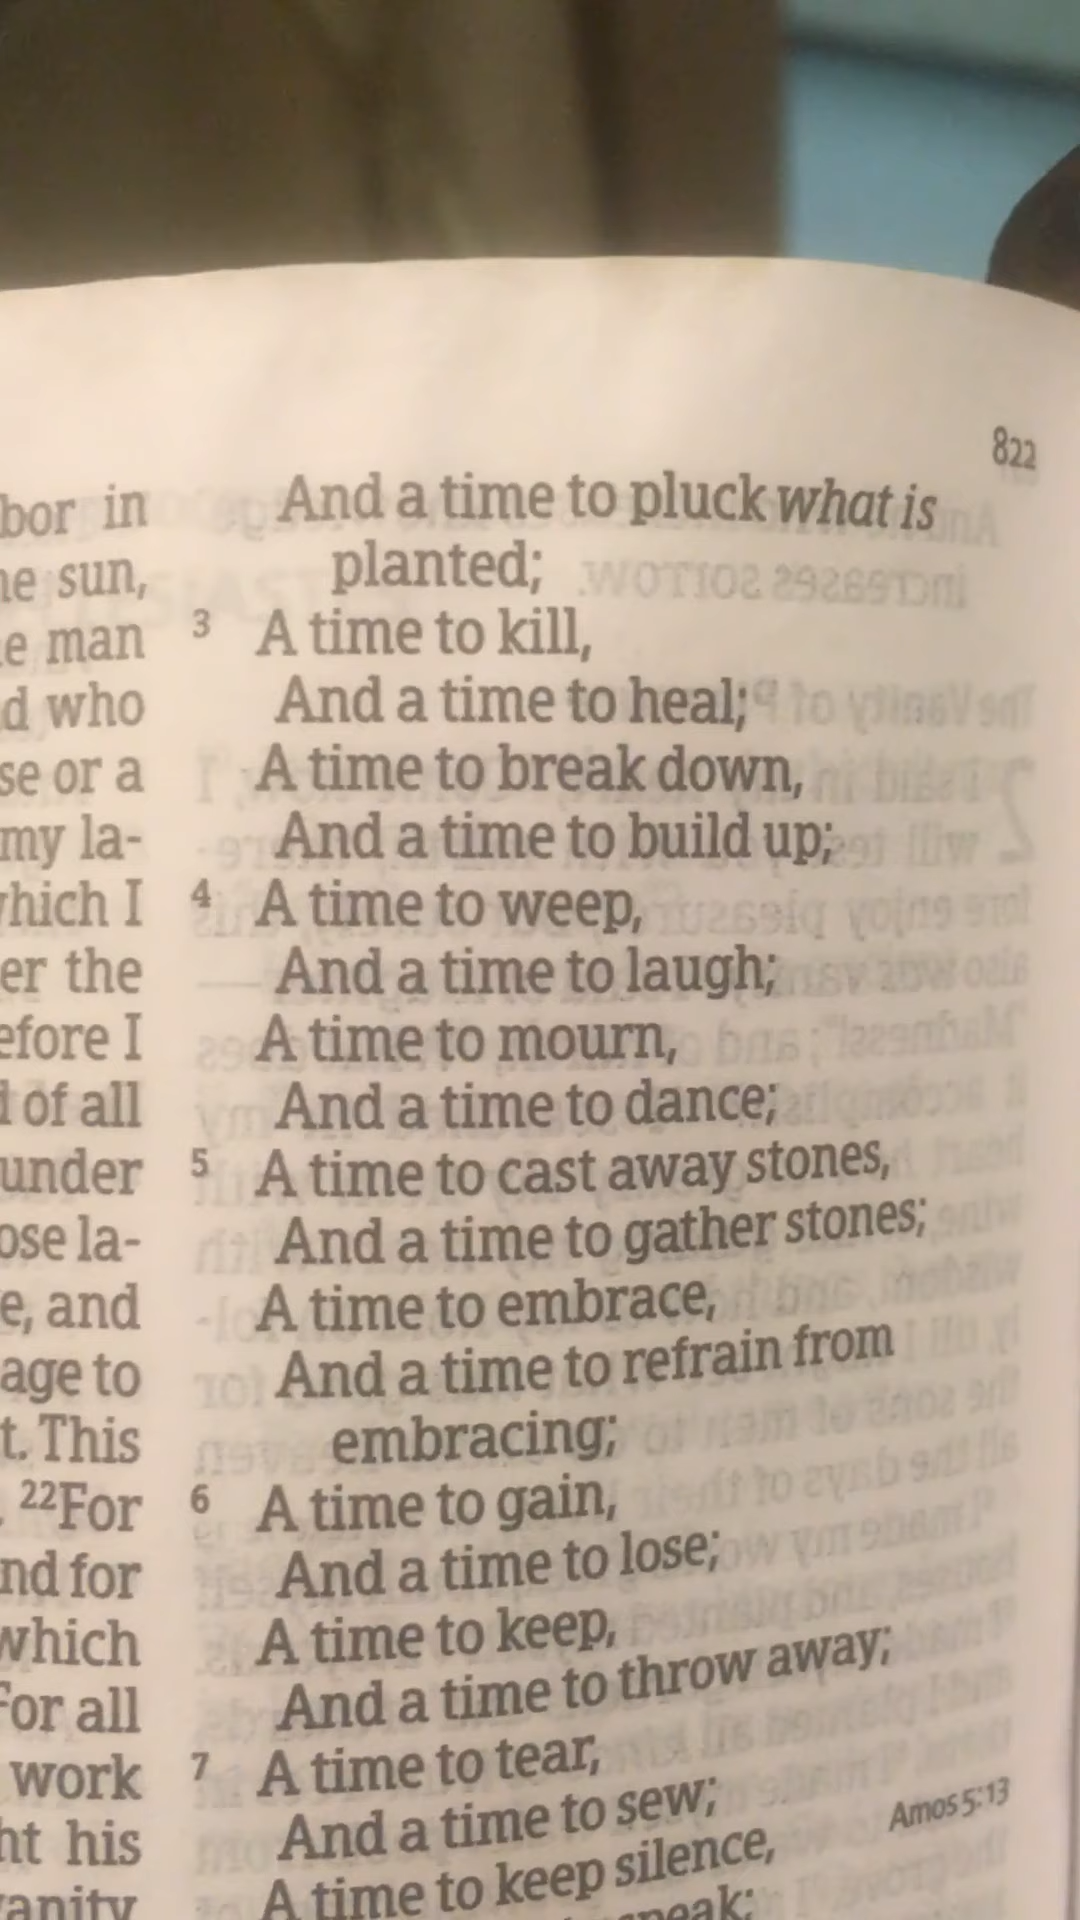 822
bor in
he sun,
e man
d who
se or a
my la-
which I
er the
efore I
d of all
under
ose la-
e, and
age to
t. This
22For
nd for
which
For all
work
ht his
vanity
And a time to pluck what is
planted;
3 A time to kill,
And a time to heal;
A time to break down,
And a time to build up;
4 A time to weep,
And a time to laugh;
A time to mourn,
And a time to dance;
5 A time to cast away stones,
And a time to gather stones;
A time to embrace,
And a time to refrain from
embracing;
6 A time to gain,
And a time to lose;
A time to keep,
And a time to throw away;
7 A time to tear,
And a time to sew;
A time to keep silence,
speak;
Amos 5:13